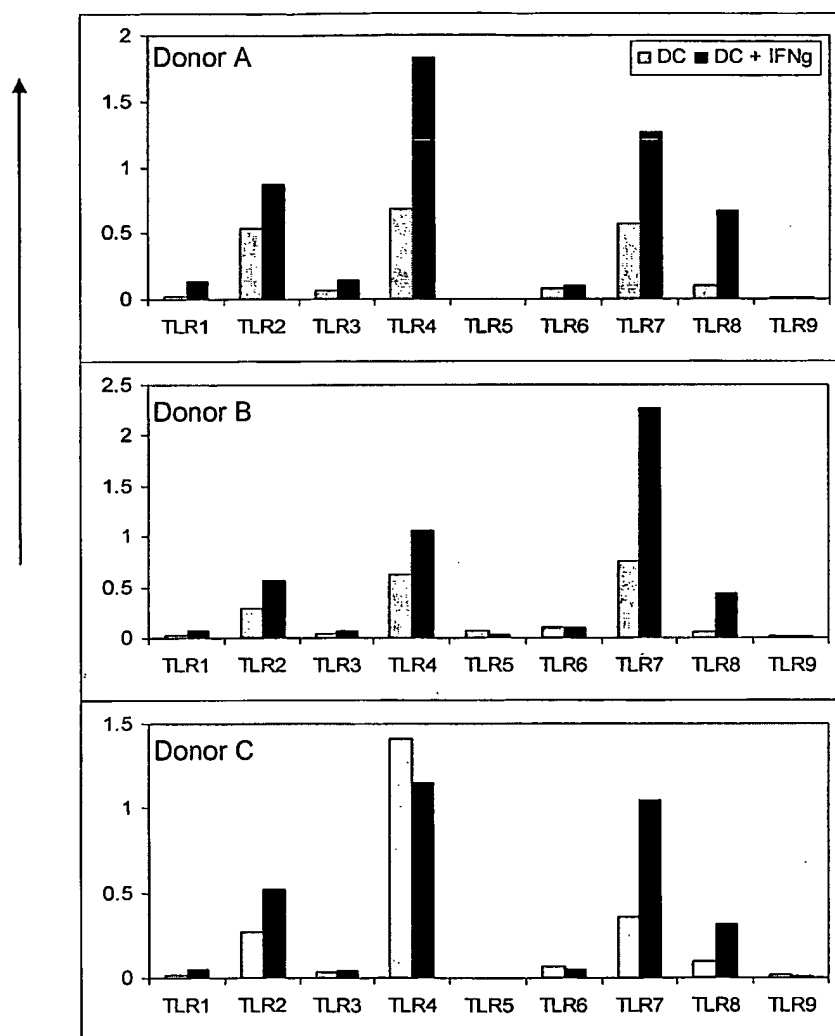 Donor A
DC DC + IFNg
2
1.5
1
0.5
0
TLR1 TLR2 TLR3 TLR4 TLR5 TLR6 TLR7 TLR8 TLR9
Donor B
2.5
2
1.5
1
0.5
0
TLR1 TLR2 TLR3 TLR4 TLR5 TLR6 TLR7 TLR8 TLR9
Donor C
1.5
1
0.5
0
TLR1 TLR2 TLR3 TLR4 TLR5 TLR6 TLR7 TLR8 TLR9